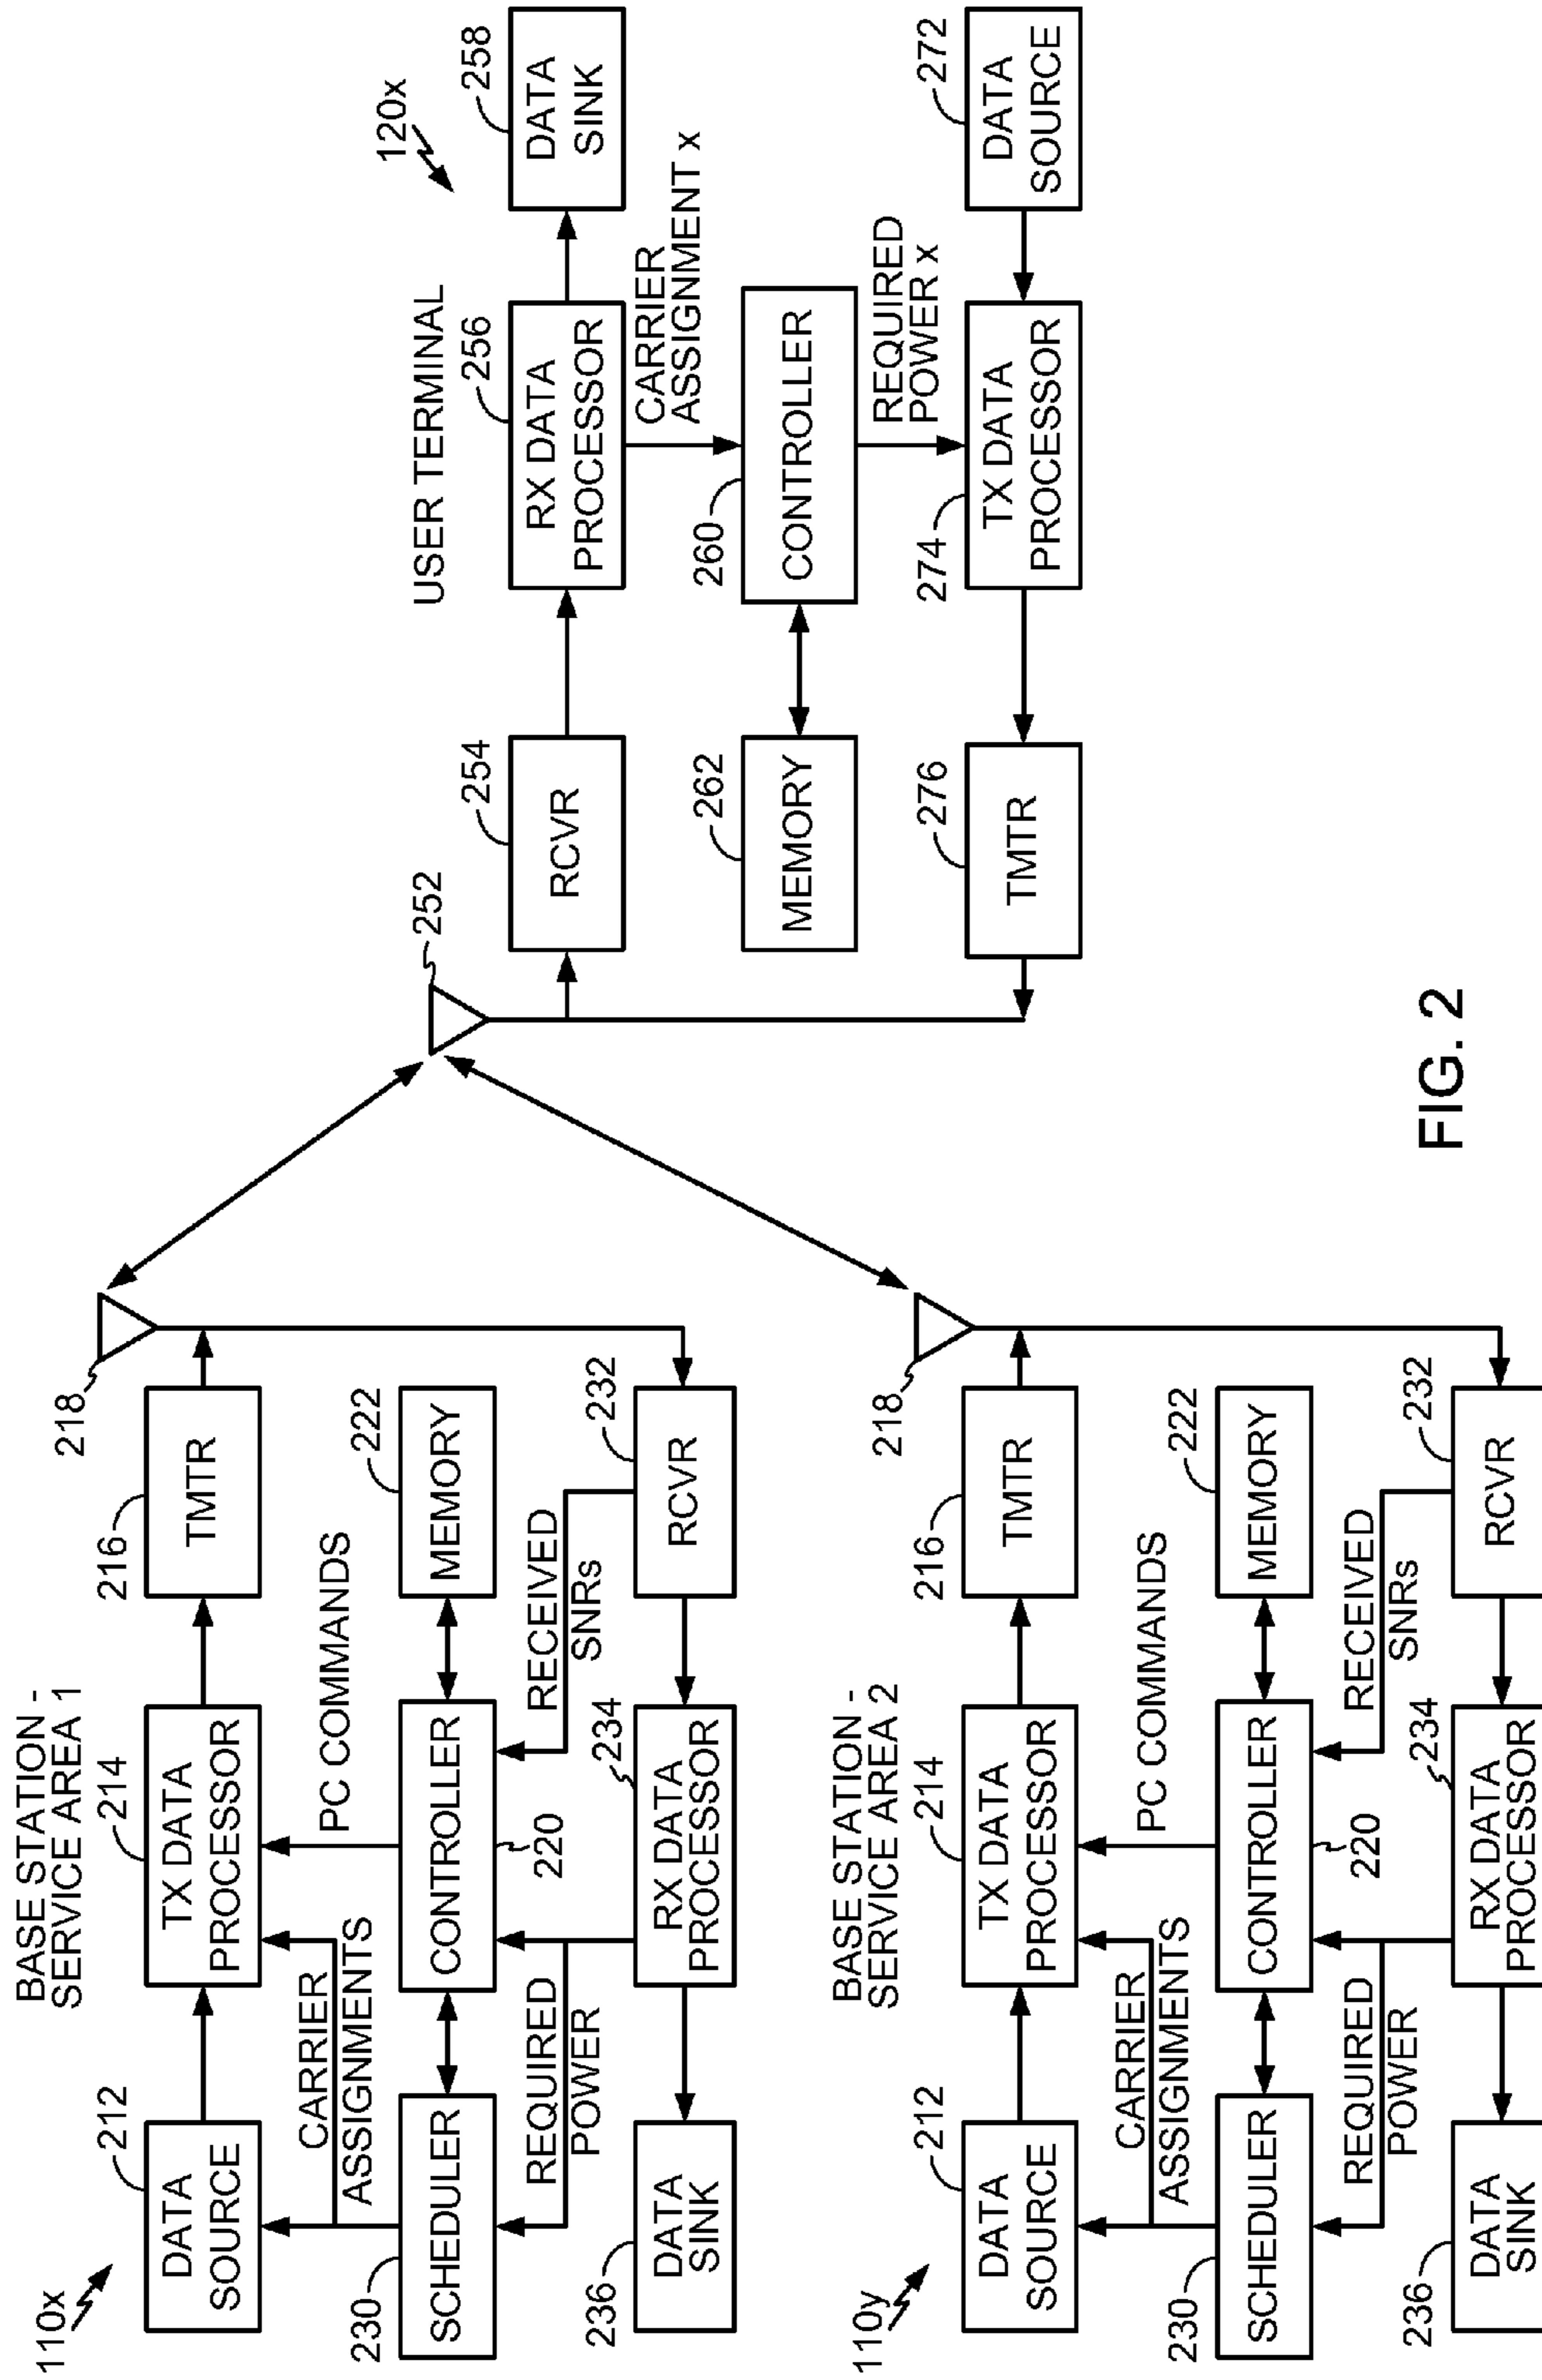 110x
BASE STATION -
SERVICE AREA 1
212
DATA
SOURCE
214
TX DATA
PROCESSOR
216
TMTR
218
CARRIER
ASSIGNMENTS
PC COMMANDS
230
SCHEDULER
CONTROLLER
220
222
MEMORY
REQUIRED
POWER
RECEIVED
SNRs
236
DATA
SINK
234
RX DATA
PROCESSOR
232
RCVR
110y
BASE STATION -
SERVICE AREA 2
212
DATA
SOURCE
214
TX DATA
PROCESSOR
216
TMTR
218
CARRIER
ASSIGNMENTS
PC COMMANDS
230
SCHEDULER
CONTROLLER
220
222
MEMORY
REQUIRED
POWER
RECEIVED
SNRs
236
DATA
SINK
234
RX DATA
PROCESSOR
232
RCVR
252
USER TERMINAL
120x
254
RCVR
256
RX DATA
PROCESSOR
258
DATA
SINK
CARRIER
ASSIGNMENT x
262
MEMORY
260
CONTROLLER
REQUIRED
POWER x
276
TMTR
274
TX DATA
PROCESSOR
272
DATA
SOURCE
FIG. 2